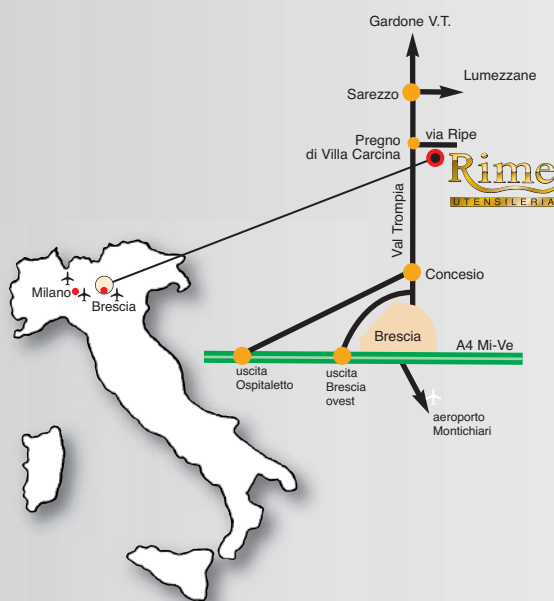 Gardone V.T.
Lumezzane
Sarezzo
Pregno
di Villa Carcina
via Ripe
Rime
UTENSILERIA
Val Trompia
Concesio
Milano
Brescia
Brescia
A4 Mi-Ve
uscita
Ospitaletto
uscita
Brescia
ovest
aeroporto
Montichiari